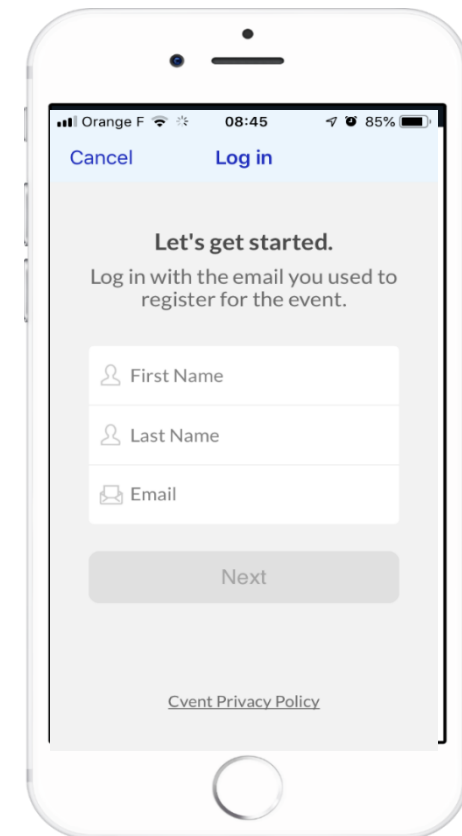 Orange F 08:45 85%
Cancel Log in
Let's get started.
Log in with the email you used to
register for the event.
First Name
Last Name
Email
Next
Cvent Privacy Policy